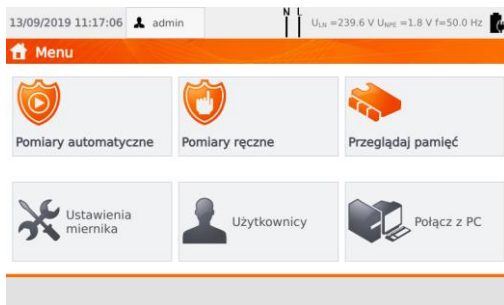 13/09/2019 11:17:06 admin N L ULN =239.6 V UNPE =1.8 V f=50.0 Hz
Menu
Pomiary automatyczne Pomiary ręczne Przeglądaj pamięć
Ustawienia miernika Użytkownicy Połącz z PC